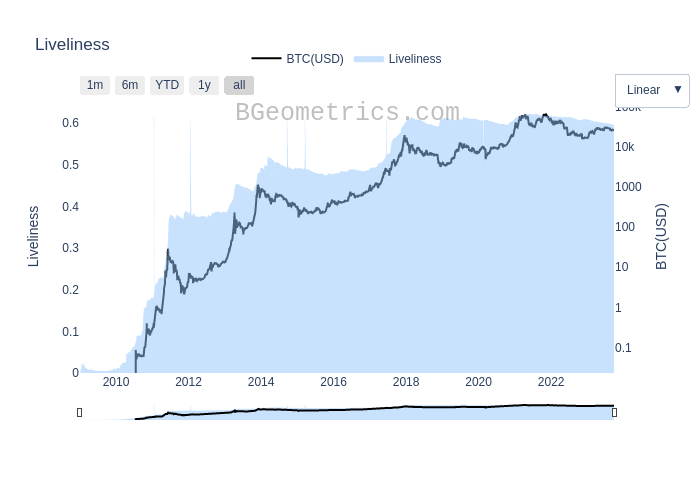 Liveliness
BTC(USD)
Liveliness
1m 6m YTD 1y all
Linear ▼
BGeometrics.com
100k
0.6
0.5
0.4
0.3
0.2
0.1
0
10k
1000
100
10
1
0.1
Liveliness
BTC(USD)
2010 2012 2014 2016 2018 2020 2022